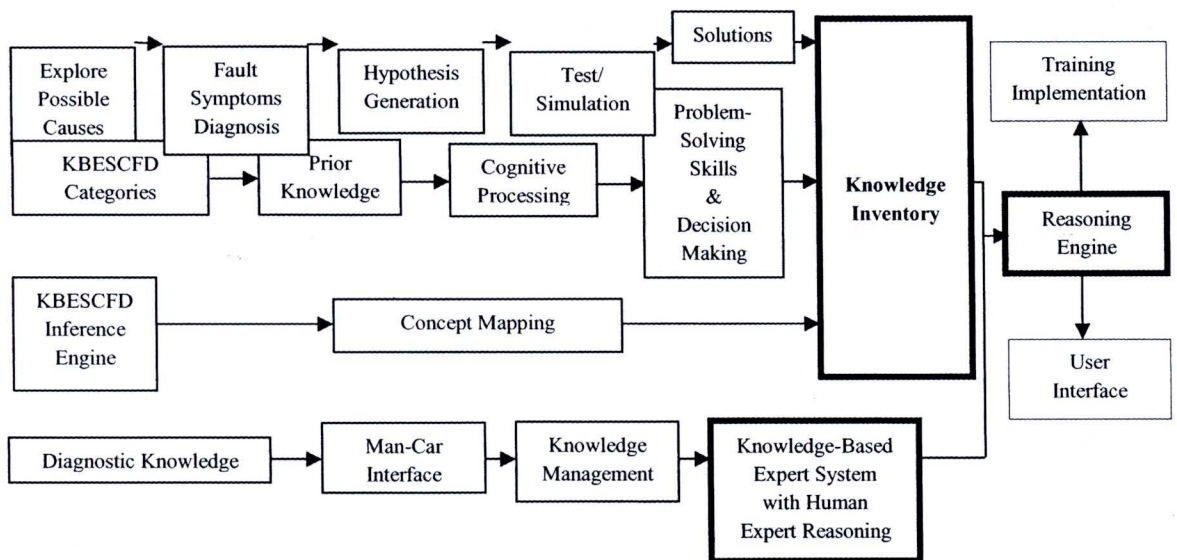 Explore
Possible
Causes
Fault
Symptoms
Diagnosis
Hypothesis
Generation
Test/
Simulation
Solutions
KBESCFD
Categories
Prior
Knowledge
Cognitive
Processing
Problem-
Solving
Skills
&
Decision
Making
Knowledge
Inventory
Training
Implementation
Reasoning
Engine
User
Interface
KBESCFD
Inference
Engine
Concept Mapping
Diagnostic Knowledge
Man-Car
Interface
Knowledge
Management
Knowledge-Based
Expert System
with Human
Expert Reasoning